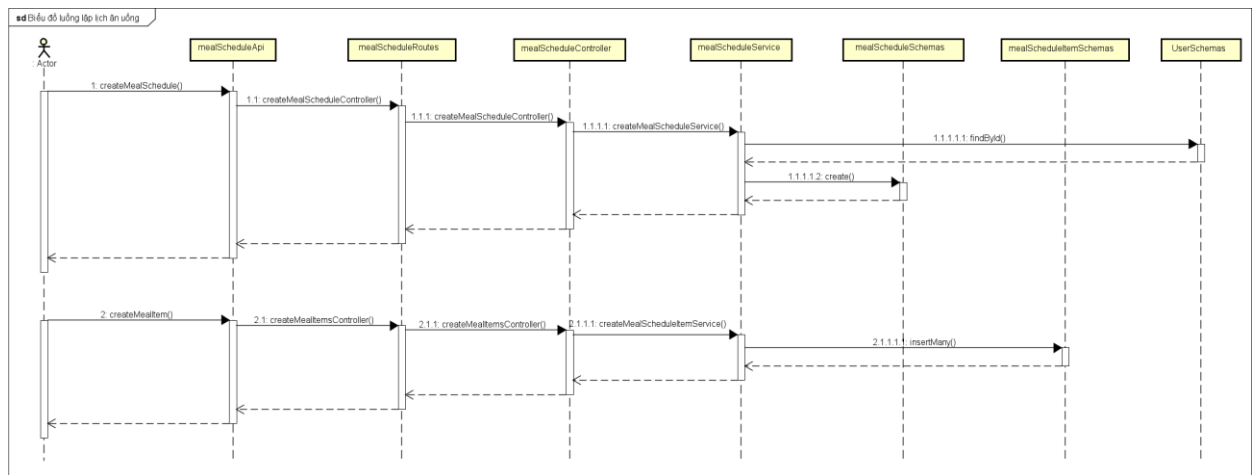 sd Biểu đồ luồng lập lịch ăn uống
: Actor
mealScheduleApi
mealScheduleRoutes
mealScheduleController
mealScheduleService
mealScheduleSchemas
mealScheduleItemSchemas
UserSchemas
1: createMealSchedule()
1.1: createMealScheduleController()
1.1.1: createMealScheduleController()
1.1.1.1: createMealScheduleService()
1.1.1.1.1: findById()
1.1.1.1.2: create()
2: createMealItem()
2.1: createMealItemsController()
2.1.1: createMealItemsController()
2.1.1.1: createMealScheduleItemService()
2.1.1.1.1: insertMany()